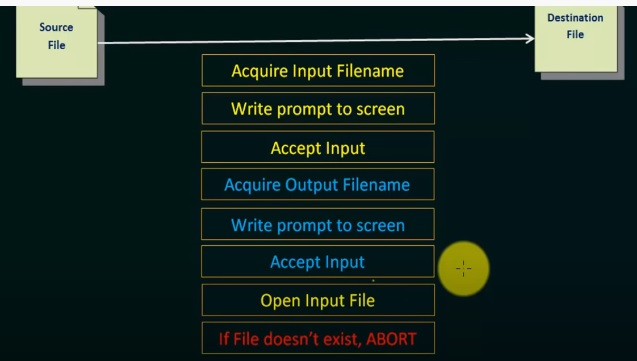 Source
File
Destination
File
Acquire Input Filename
Write prompt to screen
Accept Input
Acquire Output Filename
Write prompt to screen
Accept Input
Open Input File
If File doesn't exist, ABORT